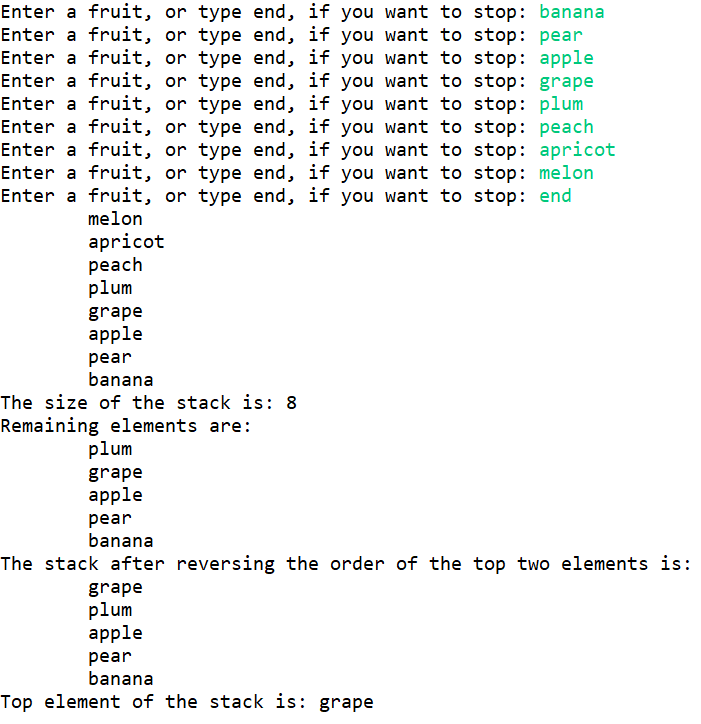 Enter a fruit, or type end, if you want to stop: banana
Enter a fruit, or type end, if you want to stop: pear
Enter a fruit, or type end, if you want to stop: apple
Enter a fruit, or type end, if you want to stop: grape
Enter a fruit, or type end, if you want to stop: plum
Enter a fruit, or type end, if you want to stop: peach
Enter a fruit, or type end, if you want to stop: apricot
Enter a fruit, or type end, if you want to stop: melon
Enter a fruit, or type end, if you want to stop: end
melon
apricot
peach
plum
grape
apple
pear
banana
The size of the stack is: 8
Remaining elements are:
plum
grape
apple
pear
banana
The stack after reversing the order of the top two elements is:
grape
plum
apple
pear
banana
Top element of the stack is: grape